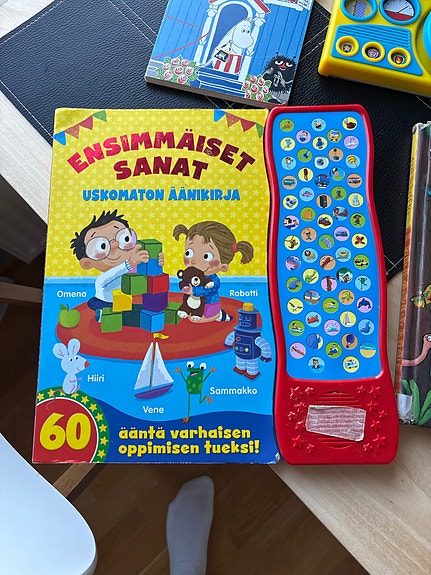 ENSIMMÄISET
SANAT
USKOMATON ÄÄNIKIRJA
Omena
Robotti
Hiiri
Vene
Sammakko
60
ääntä varhaisen
oppimisen tueksi!